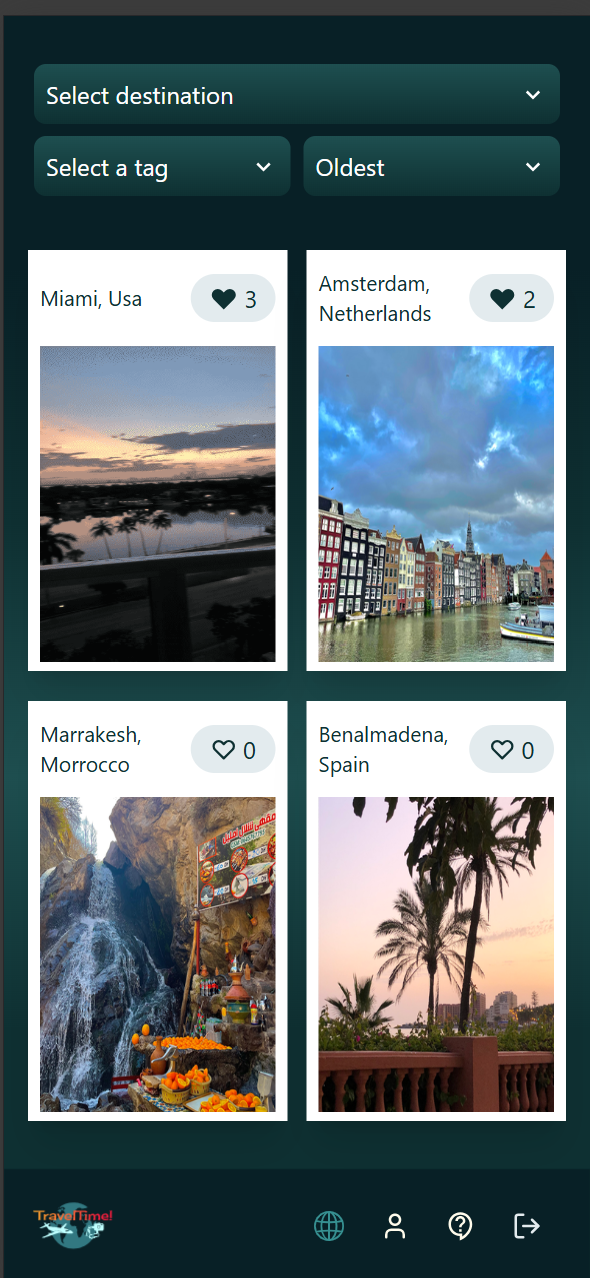 Select destination
Select a tag
Oldest
Miami, Usa
3
Amsterdam,
Netherlands
2
Marrakesh,
Morrocco
0
Benalmadena,
Spain
0
TravelTime!